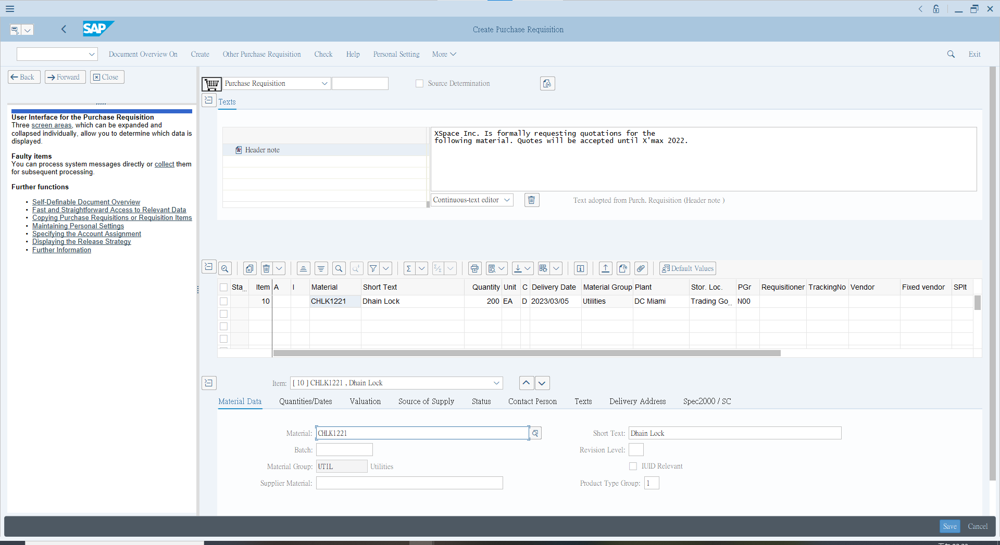 SAP
Create Purchase Requisition
Document Overview On
Create
Other Purchase Requisition
Check
Help
Personal Setting
More
Exit
Back
Forward
Close
User Interface for the Purchase Requisition
Three screen areas, which can be expanded and
collapsed individually, allow you to determine which data is
displayed.
Faulty items
You can process system messages directly or collect them
for subsequent processing.
Further functions
• Self-Definable Document Overview
• Fast and Straightforward Access to Relevant Data
• Copying Purchase Requisitions or Requisition Items
• Maintaining Personal Settings
• Specifying the Account Assignment
• Displaying the Release Strategy
• Further Information
Purchase Requisition
Source Determination
Texts
Header note
XSpace Inc. Is formally requesting quotations for the
following material. Quotes will be accepted until X'max 2022.
Continuous-text editor
Text adopted from Purch. Requisition (Header note )
Default Values
Sta... Item A I Material Short Text Quantity Unit C Delivery Date Material Group Plant Stor. Loc. PGr Requisitioner TrackingNo Vendor Fixed vendor SPlt
10 CHLK1221 Dhain Lock 200 EA D 2023/03/05 Utilities DC Miami Trading Go... N00
Item: [ 10 ] CHLK1221 , Dhain Lock
Material Data
Quantities/Dates
Valuation
Source of Supply
Status
Contact Person
Texts
Delivery Address
Spec2000 / SC
Material: CHLK1221
Short Text: Dhain Lock
Batch:
Revision Level:
Material Group: UTIL Utilities
IUID Relevant
Supplier Material:
Product Type Group: 1
Save
Cancel